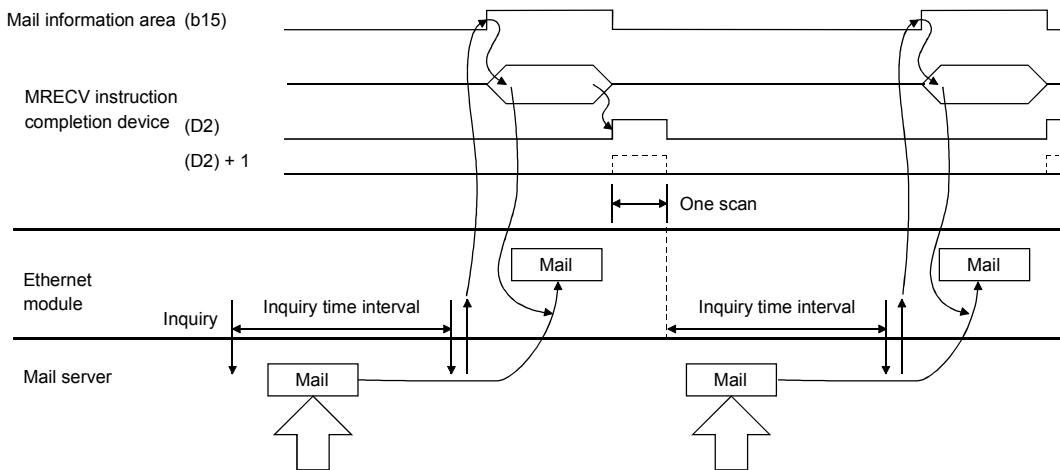 Mail information area (b15)
MRECV instruction
completion device
(D2)
(D2) + 1
One scan
Ethernet
module
Mail
Mail
Inquiry
Inquiry time interval
Inquiry time interval
Mail server
Mail
Mail